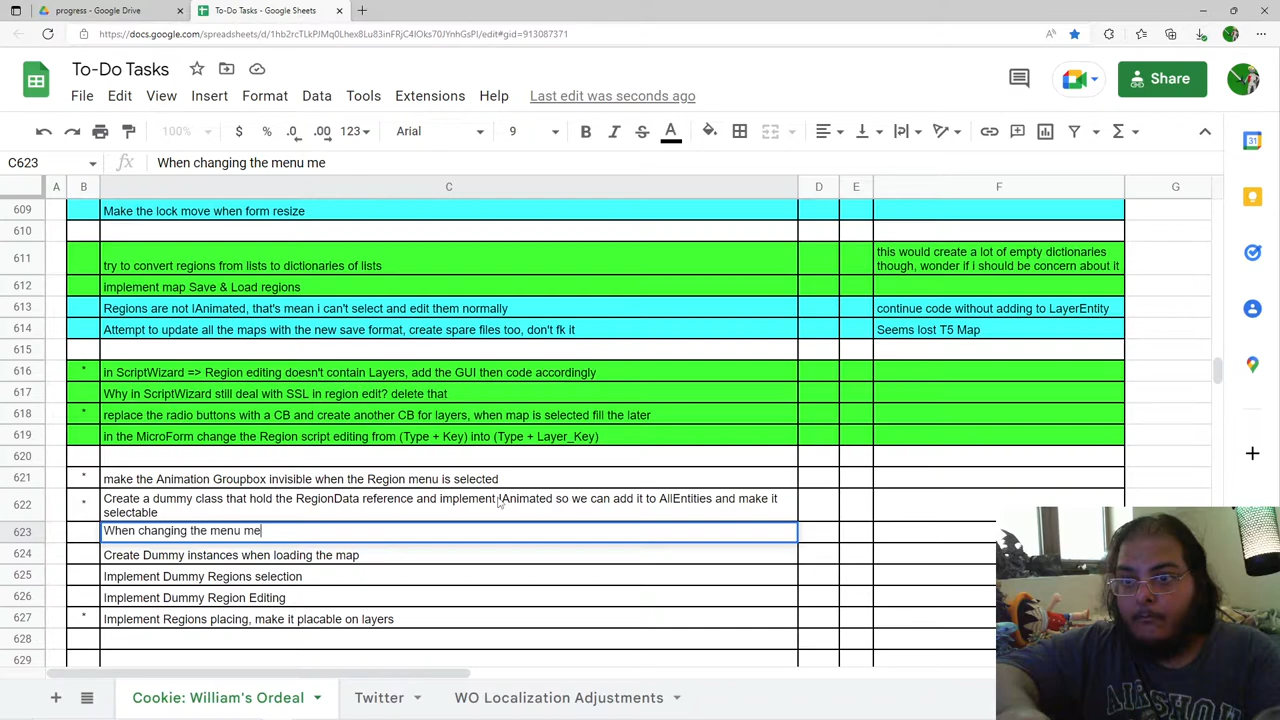 progress - Google Drive
To-Do Tasks - Google Sheets
https://docs.google.com/spreadsheets/d/1hb2rcTLkPJMq0Lhex8Lu83inFRjC4IOks70JYnhGsPI/edit#gid=913087371
To-Do Tasks
Share
File Edit View Insert Format Data Tools Extensions Help Last edit was seconds ago
100% $ % .0 .00 123 Arial 9 B I S A
C623 fx When changing the menu me
A B C D E F G
609 Make the lock move when form resize
610
611 try to convert regions from lists to dictionaries of lists this would create a lot of empty dictionaries
though, wonder if i should be concern about it
612 implement map Save & Load regions
613 Regions are not IAnimated, that's mean i can't select and edit them normally continue code without adding to LayerEntity
614 Attempt to update all the maps with the new save format, create spare files too, don't fk it Seems lost T5 Map
615
616 * in ScriptWizard => Region editing doesn't contain Layers, add the GUI then code accordingly
617 Why in ScriptWizard still deal with SSL in region edit? delete that
618 * replace the radio buttons with a CB and create another CB for layers, when map is selected fill the later
619 in the MicroForm change the Region script editing from (Type + Key) into (Type + Layer_Key)
620
621 * make the Animation Groupbox invisible when the Region menu is selected
622 * Create a dummy class that hold the RegionData reference and implement IAnimated so we can add it to AllEntities and make it
selectable
623 When changing the menu me
624 Create Dummy instances when loading the map
625 Implement Dummy Regions selection
626 Implement Dummy Region Editing
627 * Implement Regions placing, make it placable on layers
628
629
Cookie: William's Ordeal Twitter WO Localization Adjustments
AIRSHOW